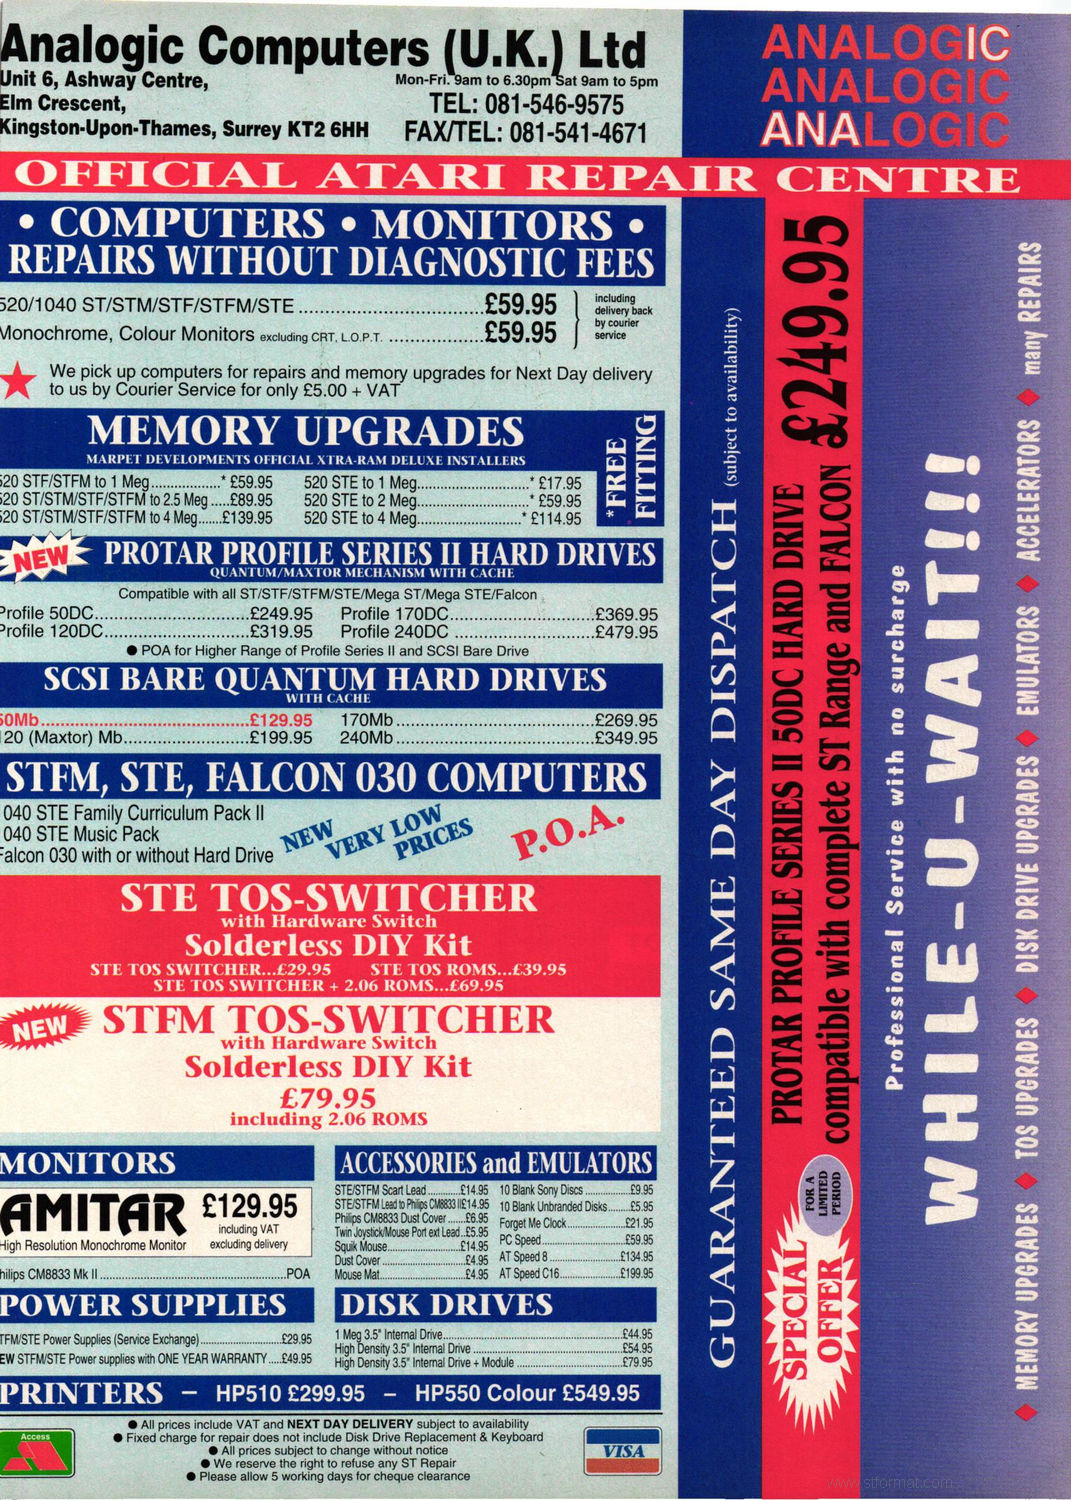 Analogic Computers (U.K.) Ltd
Unit 6, Ashway Centre,
Elm Crescent,
Kingston-Upon-Thames, Surrey KT2 6HH
Mon-Fri. 9am to 6.30pm Sat 9am to 5pm
TEL: 081-546-9575
FAX/TEL: 081-541-4671
ANALOGIC
ANALOGIC
ANALOGIC
OFFICIAL ATARI REPAIR CENTRE
• COMPUTERS • MONITORS •
REPAIRS WITHOUT DIAGNOSTIC FEES
520/1040 ST/STM/STF/STFM/STE ..................................£59.95
Monochrome, Colour Monitors excluding CRT, L.O.P.T. .................£59.95
including
delivery back
by courier
service
We pick up computers for repairs and memory upgrades for Next Day delivery
to us by Courier Service for only £5.00 + VAT
MEMORY UPGRADES
MARPET DEVELOPMENTS OFFICIAL XTRA-RAM DELUXE INSTALLERS
520 STF/STFM to 1 Meg................* £59.95
520 ST/STM/STF/STFM to 2.5 Meg .....£89.95
520 ST/STM/STF/STFM to 4 Meg.......£139.95
520 STE to 1 Meg.........................* £17.95
520 STE to 2 Meg.........................* £59.95
520 STE to 4 Meg.......................* £114.95
*FREE
FITTING
NEW
PROTAR PROFILE SERIES II HARD DRIVES
QUANTUM/MAXTOR MECHANISM WITH CACHE
Compatible with all ST/STF/STFM/STE/Mega ST/Mega STE/Falcon
Profile 50DC..........................£249.95
Profile 120DC..........................£319.95
Profile 170DC..........................£369.95
Profile 240DC .........................£479.95
● POA for Higher Range of Profile Series II and SCSI Bare Drive
SCSI BARE QUANTUM HARD DRIVES
WITH CACHE
50Mb......................................£129.95
120 (Maxtor) Mb.......................£199.95
170Mb....................................£269.95
240Mb....................................£349.95
STFM, STE, FALCON 030 COMPUTERS
1040 STE Family Curriculum Pack II
1040 STE Music Pack
Falcon 030 with or without Hard Drive
NEW
VERY LOW
PRICES
P.O.A.
STE TOS-SWITCHER
with Hardware Switch
Solderless DIY Kit
STE TOS SWITCHER...£29.95 STE TOS ROMS...£39.95
STE TOS SWITCHER + 2.06 ROMS...£69.95
NEW
STFM TOS-SWITCHER
with Hardware Switch
Solderless DIY Kit
£79.95
including 2.06 ROMS
MONITORS
AMITAR
£129.95
including VAT
excluding delivery
High Resolution Monochrome Monitor
Philips CM8833 Mk II ..........................................POA
POWER SUPPLIES
STFM/STE Power Supplies (Service Exchange)..........................£29.95
NEW STFM/STE Power supplies with ONE YEAR WARRANTY ....£49.95
ACCESSORIES and EMULATORS
STE/STFM Scart Lead ...........£14.95
STE/STFM Lead to Philips CM8833 II£14.95
Philips CM8833 Dust Cover .......£6.95
Twin Joystick/Mouse Port ext Lead..£5.95
Squik Mouse........................£14.95
Dust Cover ..........................£4.95
Mouse Mat...........................£4.95
10 Blank Sony Discs ...............£9.95
10 Blank Unbranded Disks........£5.95
Forget Me Clock....................£21.95
PC Speed...........................£59.95
AT Speed 8 .......................£134.95
AT Speed C16.....................£199.95
DISK DRIVES
1 Meg 3.5" Internal Drive.........................................................£44.95
High Density 3.5" Internal Drive ................................................£54.95
High Density 3.5" Internal Drive + Module ..................................£79.95
PRINTERS – HP510 £299.95 – HP550 Colour £549.95
● All prices include VAT and NEXT DAY DELIVERY subject to availability
● Fixed charge for repair does not include Disk Drive Replacement & Keyboard
● All prices subject to change without notice
● We reserve the right to refuse any ST Repair
● Please allow 5 working days for cheque clearance
Access
VISA
GUARANTEED SAME DAY DISPATCH (subject to availability)
SPECIAL
OFFER
FOR A
LIMITED
PERIOD
PROTAR PROFILE SERIES II 50DC HARD DRIVE
compatible with complete ST Range and FALCON
£249.95
Professional Service with no surcharge
WHILE-U-WAIT!!!
♦ MEMORY UPGRADES ♦ TOS UPGRADES ♦ DISK DRIVE UPGRADES ♦ EMULATORS ♦ ACCELERATORS ♦ many REPAIRS
www.stformat.com